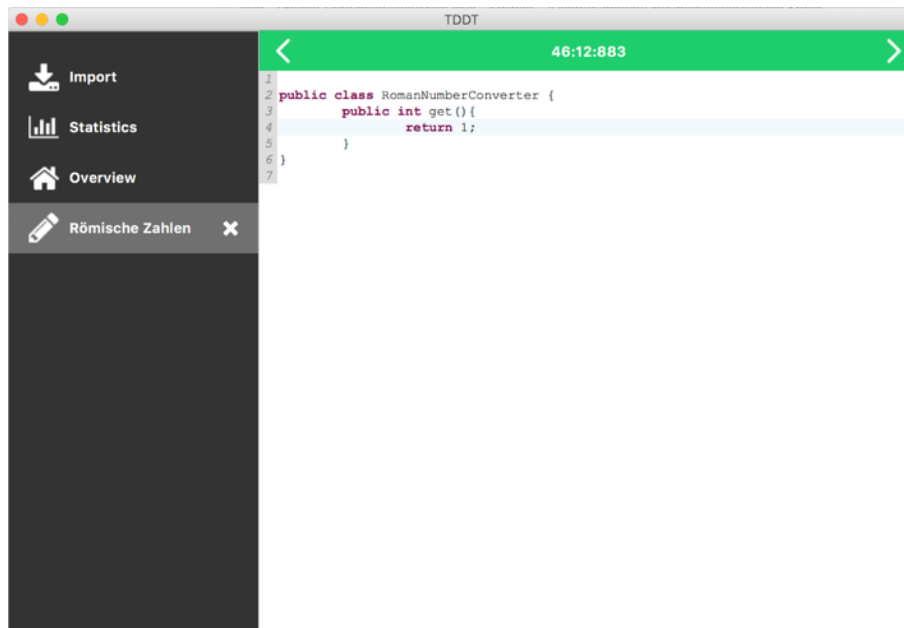 TDDT
Import
Statistics
Overview
Römische Zahlen
46:12:883
1
2 public class RomanNumberConverter {
3 public int get(){
4 return 1;
5 }
6 }
7